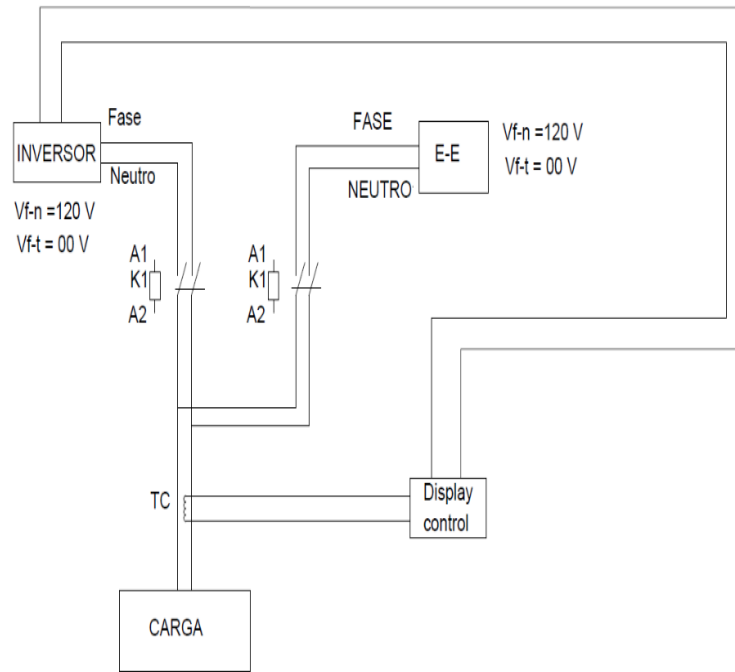 Fase
INVERSOR
Neutro
Vf-n =120 V
Vf-t = 00 V
FASE
E-E
NEUTRO
Vf-n =120 V
Vf-t = 00 V
A1
K1
A2
A1
K1
A2
TC
Display
control
CARGA